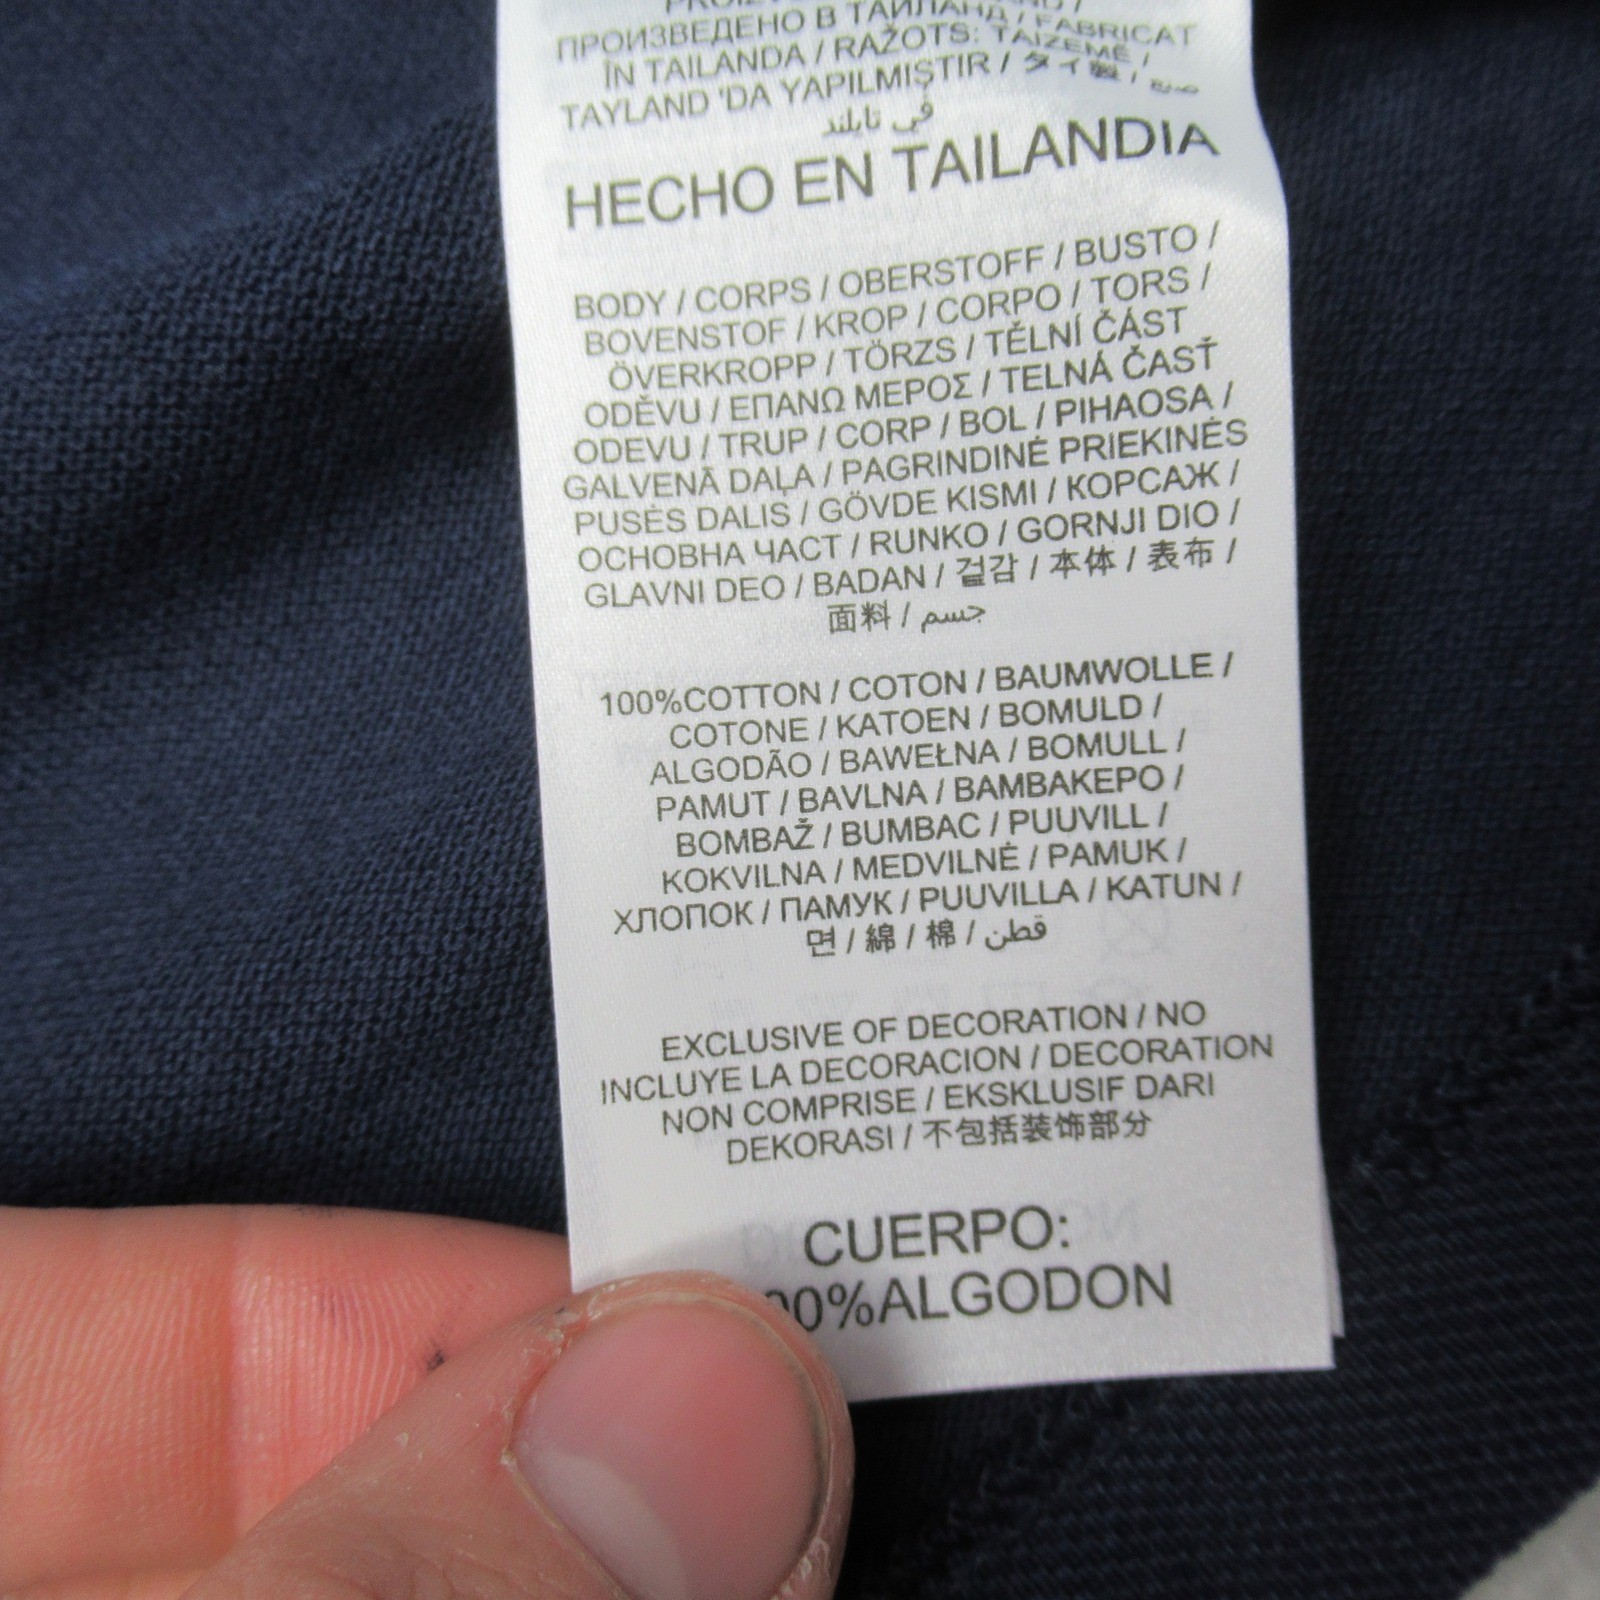 ПРОИЗВЕДЕНО В ТАЙЛАНД / FABRICAT
ÎN TAILANDA / RAŽOTS: TAIZEMĒ /
TAYLAND 'DA YAPILMIŞTIR / タイ製 / صنع
في تايلند
HECHO EN TAILANDIA
BODY / CORPS / OBERSTOFF / BUSTO /
BOVENSTOF / KROP / CORPO / TORS /
ÖVERKROPP / TÖRZS / TĚLNÍ ČÁST
ODĚVU / ΕΠΑΝΩ ΜΕΡΟΣ / TELNÁ ČASŤ
ODEVU / TRUP / CORP / BOL / PIHAOSA /
GALVENĀ DAĻA / PAGRINDINĖ PRIEKINĖS
PUSĖS DALIS / GÖVDE KISMI / КОРСАЖ /
ОСНОВНА ЧАСТ / RUNKO / GORNJI DIO /
GLAVNI DEO / BADAN / 겉감 / 本体 / 表布 /
面料 / جسم
100%COTTON / COTON / BAUMWOLLE /
COTONE / KATOEN / BOMULD /
ALGODÃO / BAWEŁNA / BOMULL /
PAMUT / BAVLNA / ΒΑΜΒΑΚΕΡΟ /
BOMBAŽ / BUMBAC / PUUVILL /
KOKVILNA / MEDVILNĖ / PAMUK /
ХЛОПОК / ПАМУК / PUUVILLA / KATUN /
면 / 綿 / 棉 / قطن
EXCLUSIVE OF DECORATION / NO
INCLUYE LA DECORACION / DECORATION
NON COMPRISE / EKSKLUSIF DARI
DEKORASI / 不包括装饰部分
CUERPO:
00%ALGODON